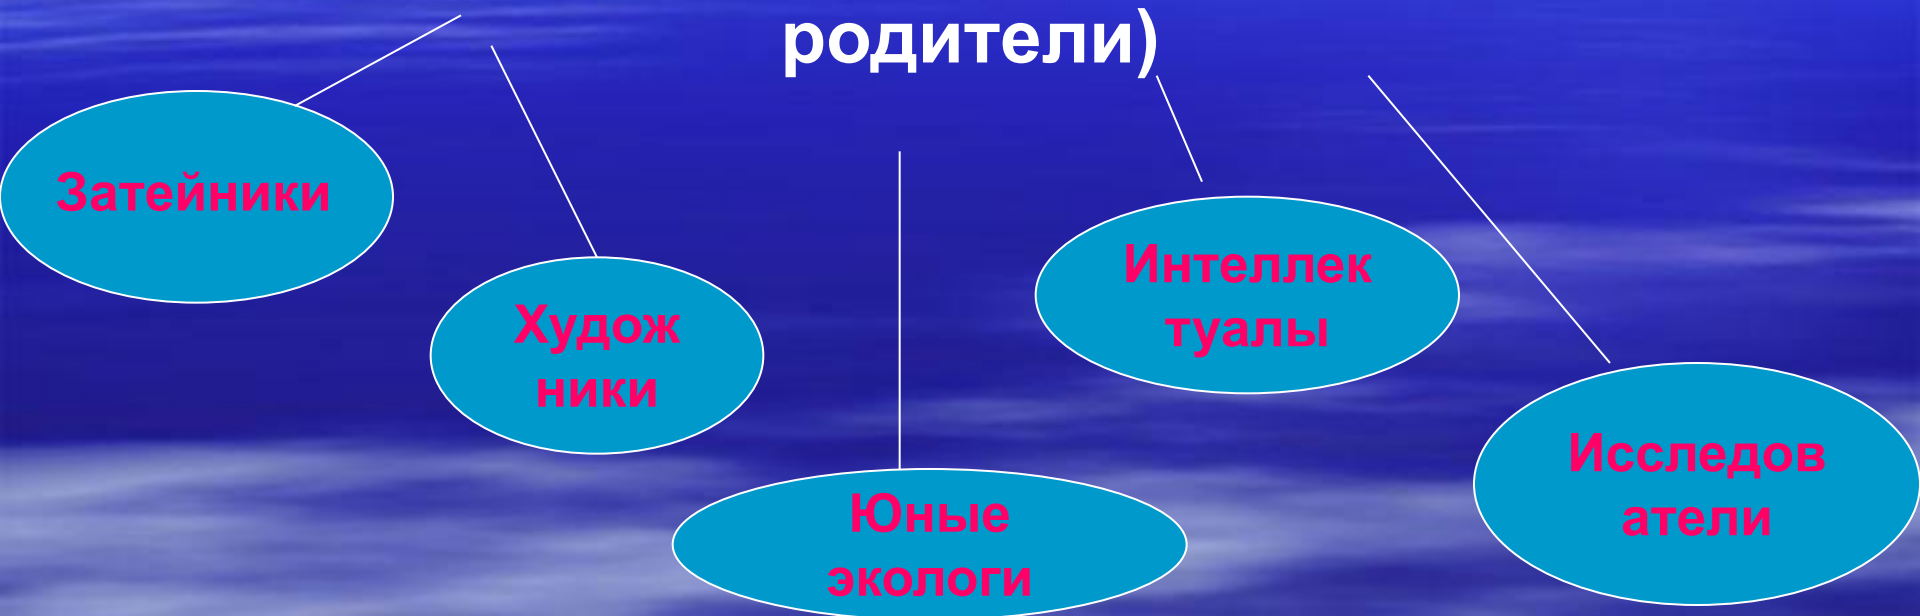 родители)
Затейники
Худож
ники
Юные
экологи
Интеллек
туалы
Исследов
атели